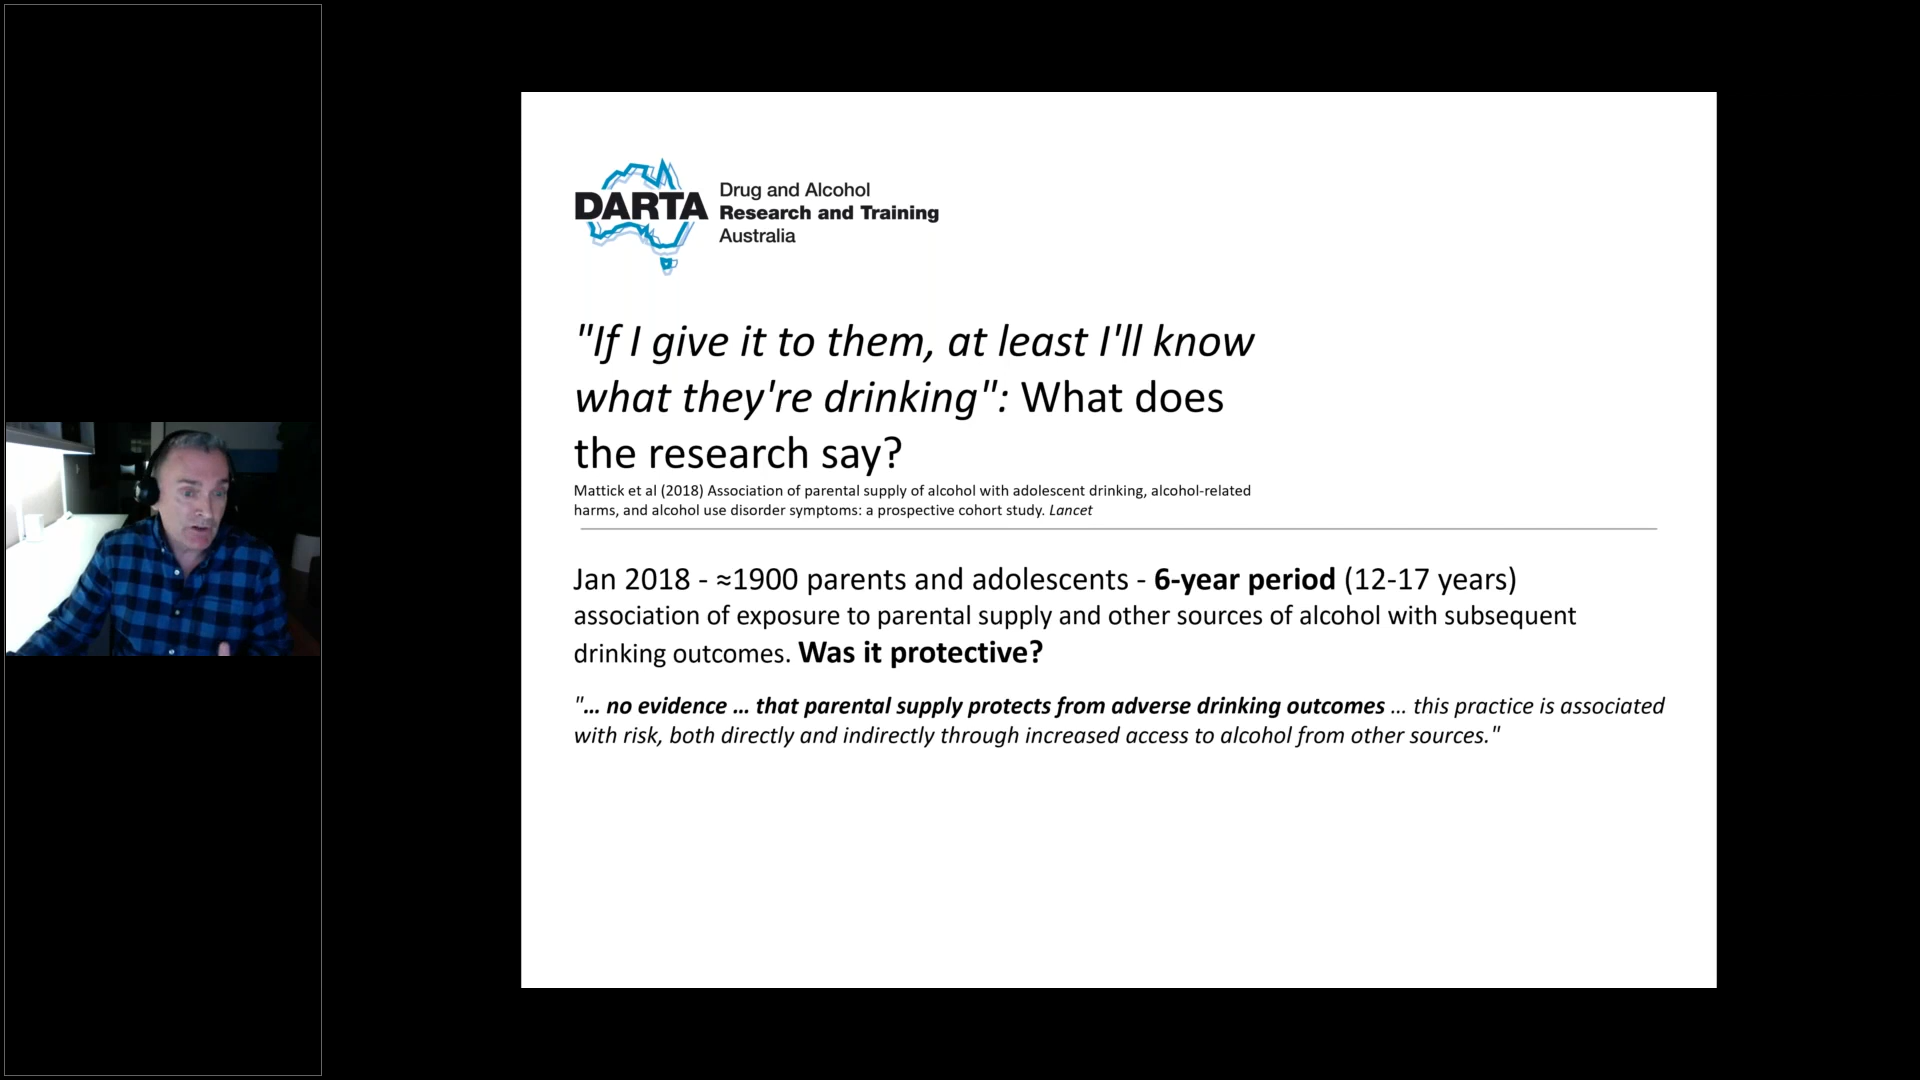 DARTA
Drug and Alcohol
Research and Training
Australia
"If I give it to them, at least I'll know
what they're drinking": What does
the research say?
Mattick et al (2018) Association of parental supply of alcohol with adolescent drinking, alcohol-related
harms, and alcohol use disorder symptoms: a prospective cohort study. Lancet
Jan 2018 - ≈1900 parents and adolescents - 6-year period (12-17 years)
association of exposure to parental supply and other sources of alcohol with subsequent
drinking outcomes. Was it protective?
"... no evidence ... that parental supply protects from adverse drinking outcomes ... this practice is associated
with risk, both directly and indirectly through increased access to alcohol from other sources."